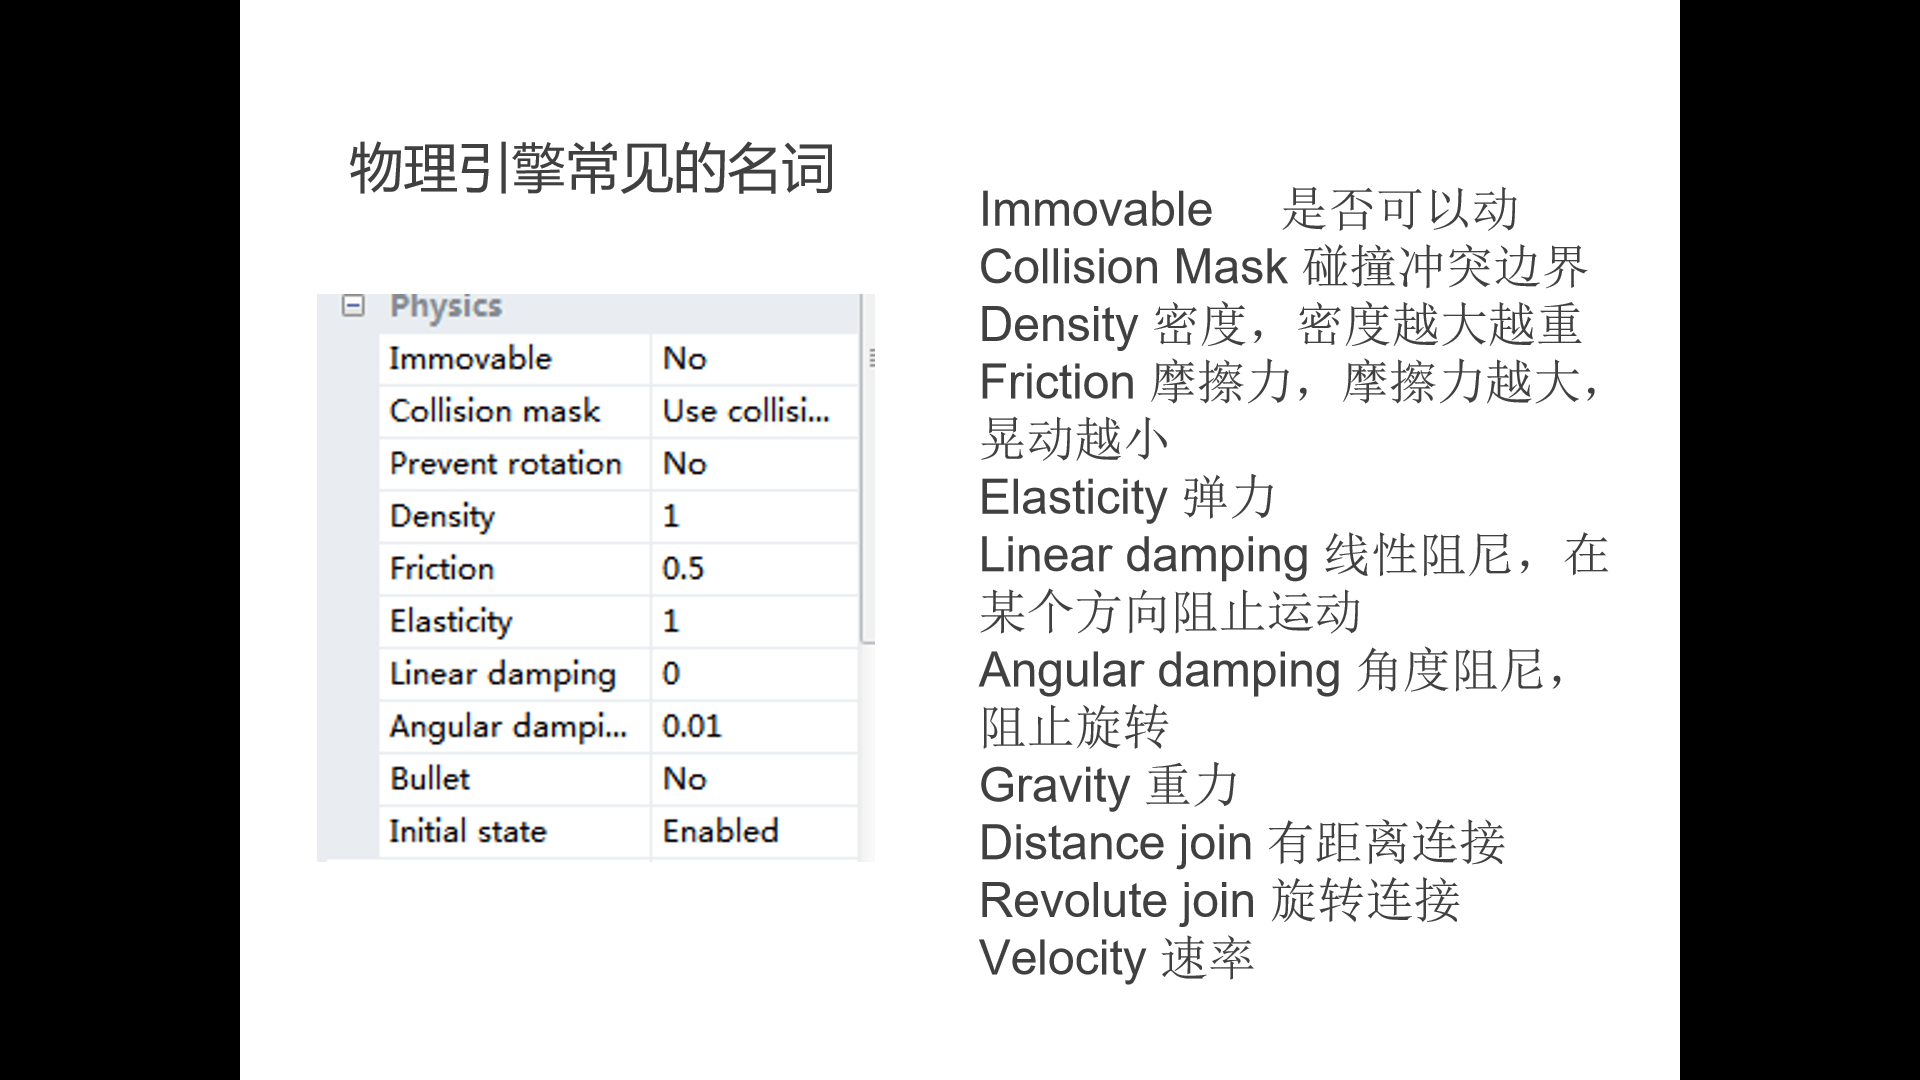 物理引擎常见的名词
Physics
Immovable No
Collision mask Use collisi...
Prevent rotation No
Density 1
Friction 0.5
Elasticity 1
Linear damping 0
Angular dampi... 0.01
Bullet No
Initial state Enabled
Immovable 是否可以动
Collision Mask 碰撞冲突边界
Density 密度，密度越大越重
Friction 摩擦力，摩擦力越大，
晃动越小
Elasticity 弹力
Linear damping 线性阻尼，在
某个方向阻止运动
Angular damping 角度阻尼，
阻止旋转
Gravity 重力
Distance join 有距离连接
Revolute join 旋转连接
Velocity 速率